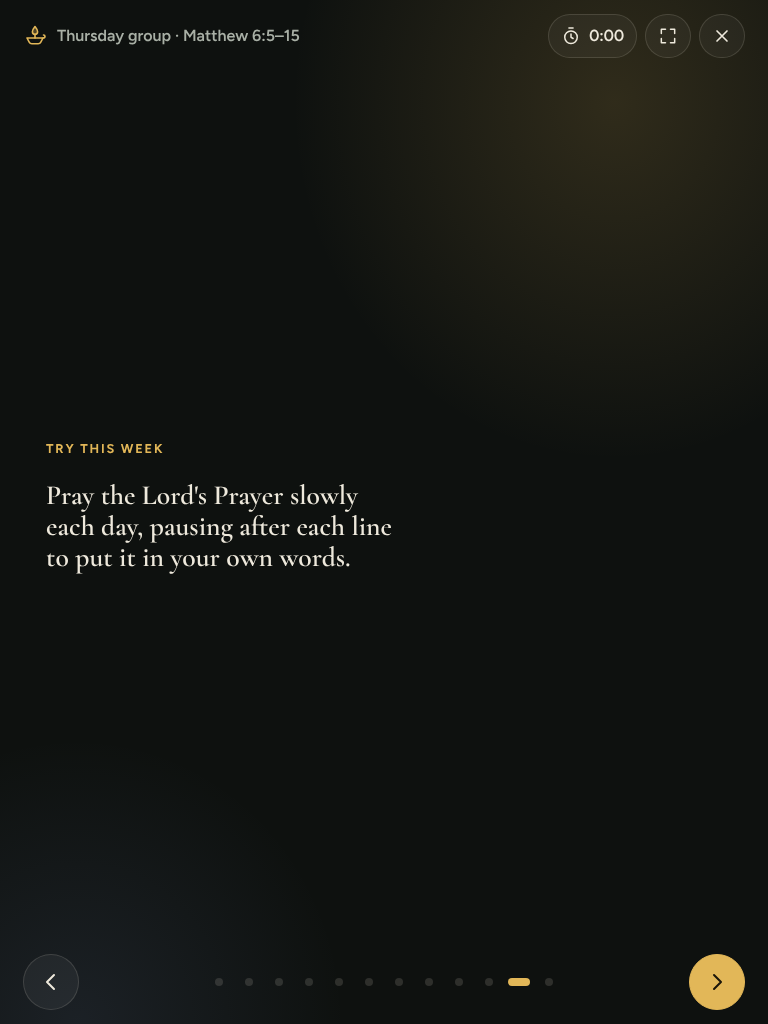 Thursday group · Matthew 6:5–15
0:00
TRY THIS WEEK
Pray the Lord's Prayer slowly
each day, pausing after each line
to put it in your own words.